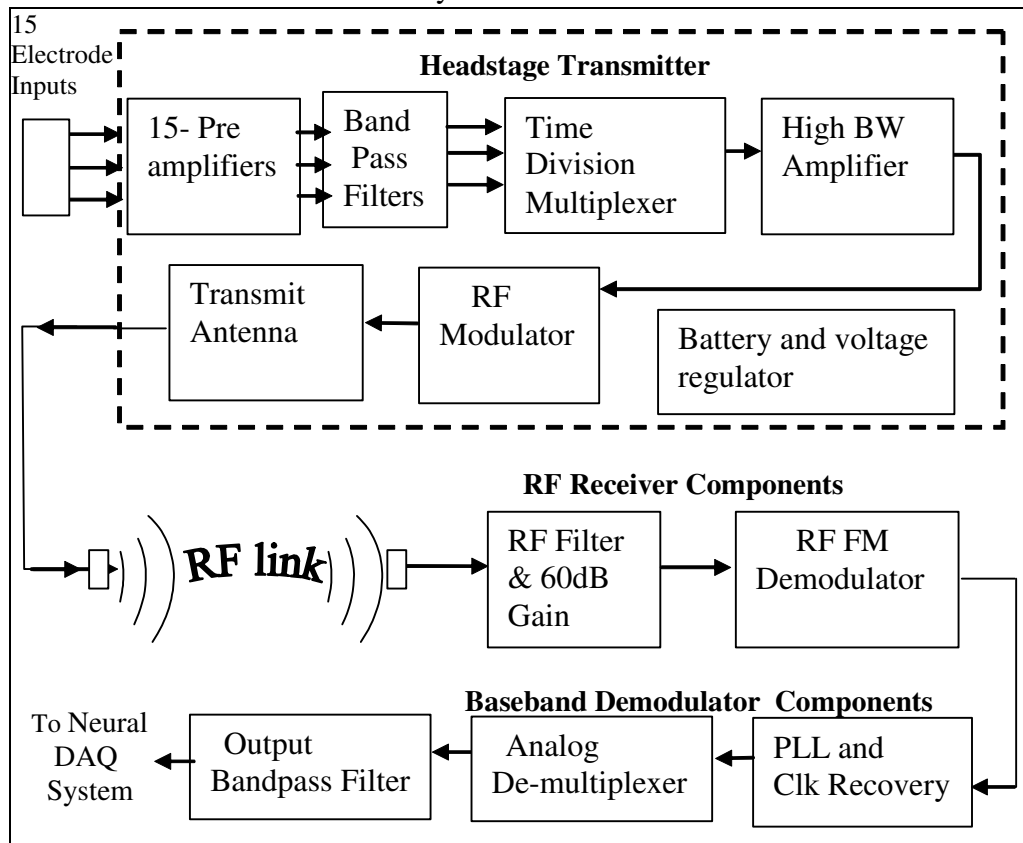 15
Electrode
Inputs
Headstage Transmitter
15- Pre
amplifiers
Band
Pass
Filters
Time
Division
Multiplexer
High BW
Amplifier
Transmit
Antenna
RF
Modulator
Battery and voltage
regulator
RF Receiver Components
RF link
RF Filter
& 60dB
Gain
RF FM
Demodulator
Baseband Demodulator Components
To Neural
DAQ
System
Output
Bandpass Filter
Analog
De-multiplexer
PLL and
Clk Recovery